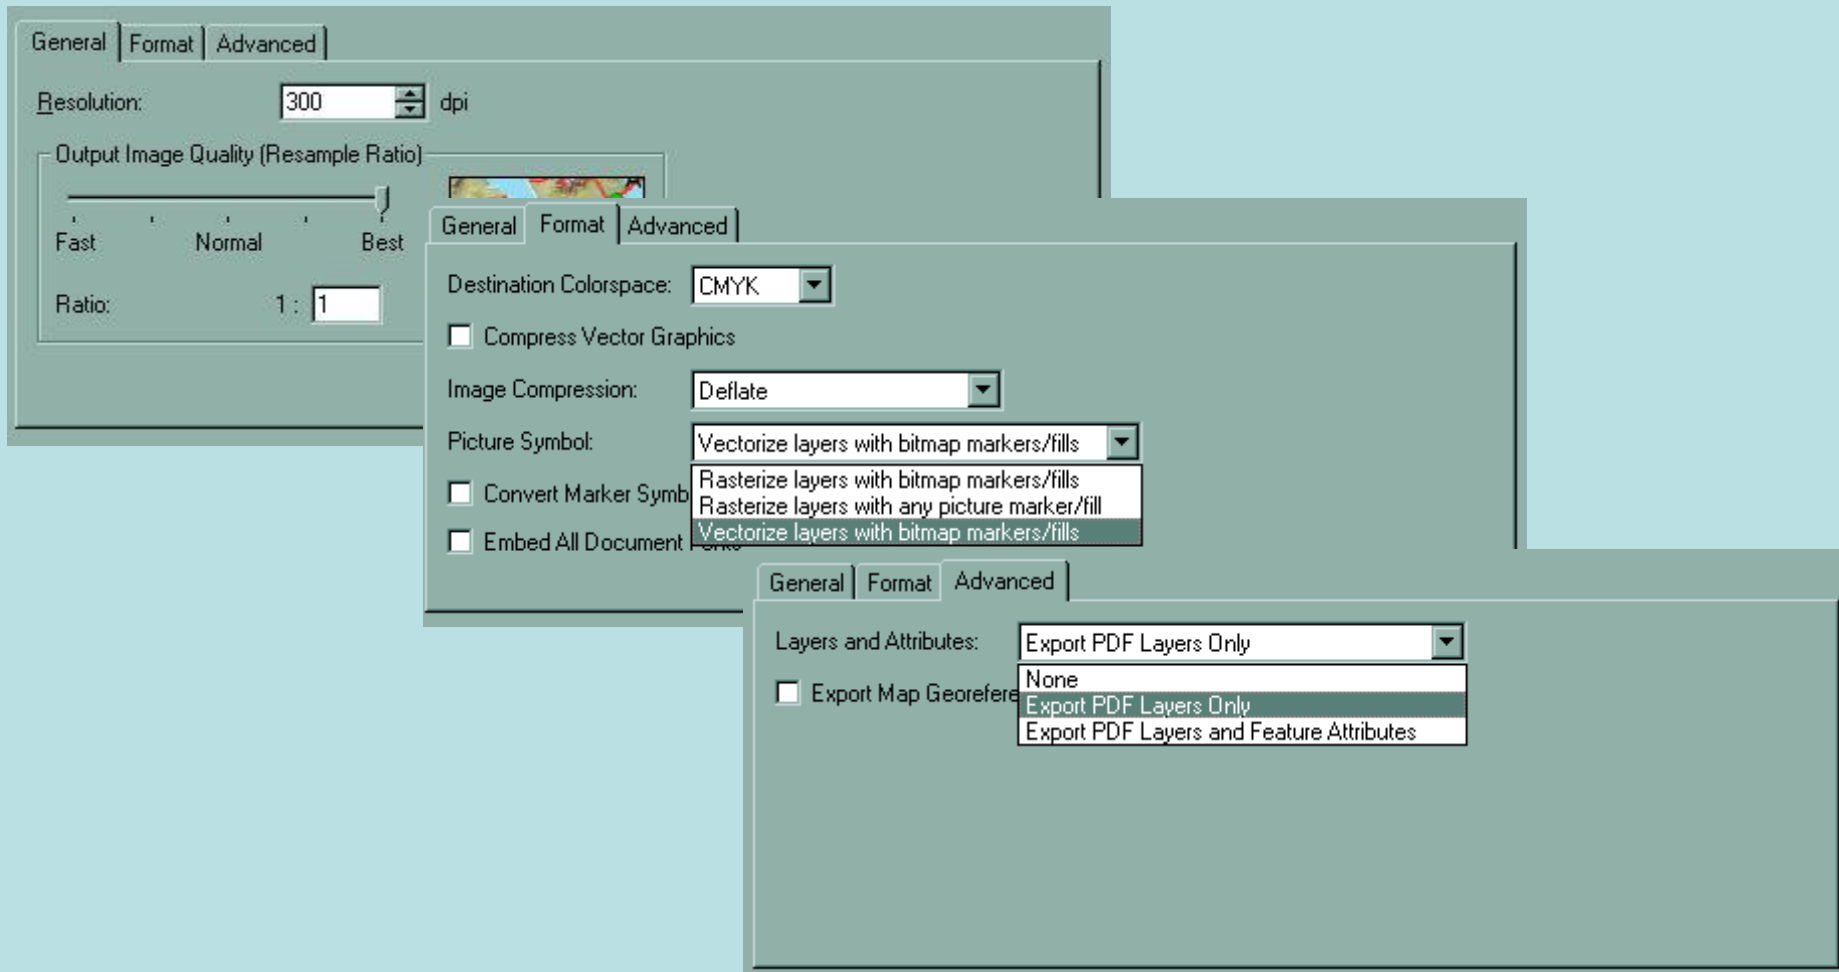 General Format Advanced
Resolution: 300 dpi
Output Image Quality (Resample Ratio)
Fast Normal Best
Ratio: 1 : 1
General Format Advanced
Destination Colorspace: CMYK
Compress Vector Graphics
Image Compression: Deflate
Picture Symbol: Vectorize layers with bitmap markers/fills
Rasterize layers with bitmap markers/fills
Convert Marker
Rasterize layers with any picture marker/fill
Vectorize layers with bitmap markers/fills
Embed All Document
General Format Advanced
Layers and Attributes: Export PDF Layers Only
None
Export Map
Export PDF Layers Only
Export PDF Layers and Feature Attributes